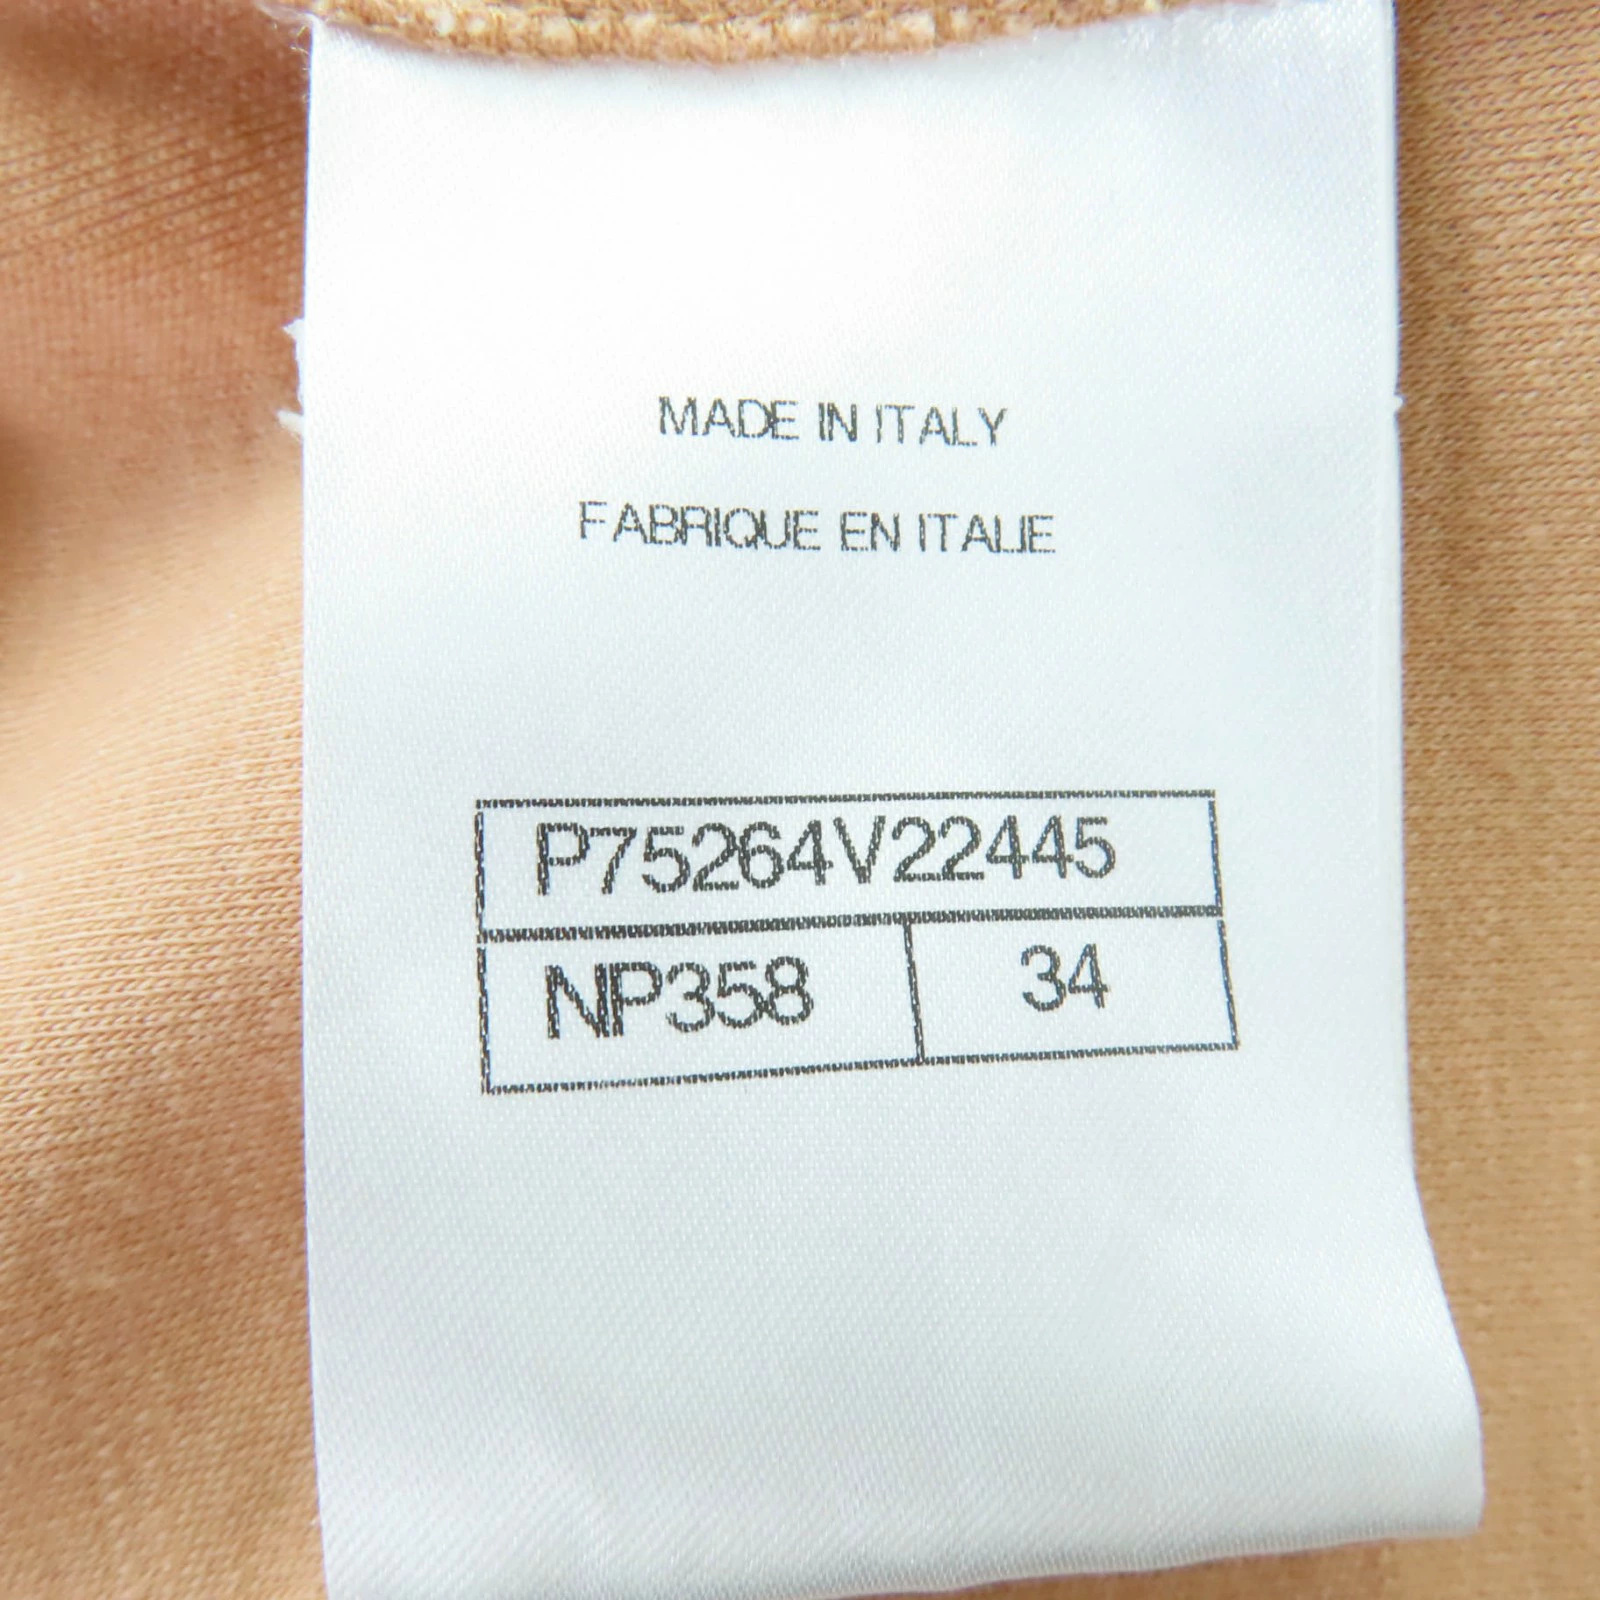 MADE IN ITALY
FABRIQUE EN ITALIE
P75264V22445
NP358 34